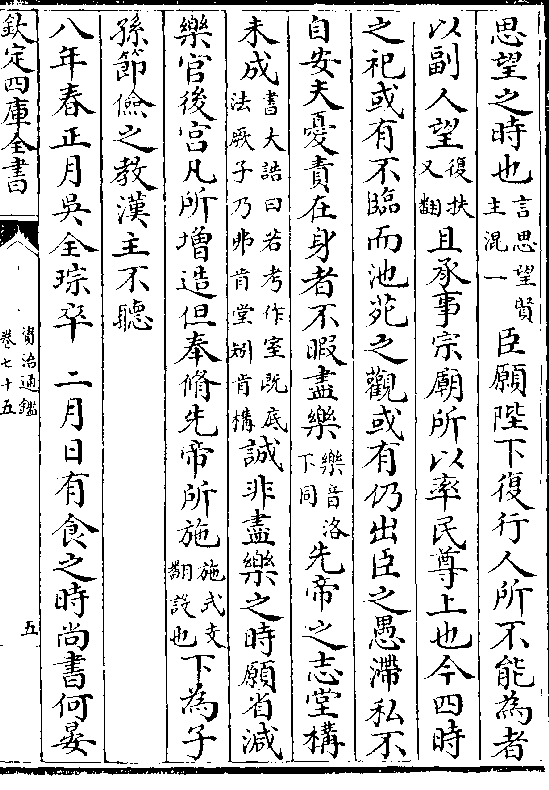 思望之時也言思望賢主混一臣願陛下復行人所不能為者
以副人望復扶又翻且承事宗廟所以率民尊上也今四時
之祀或有不臨而池苑之觀或有仍出臣之愚滯私不
自安夫憂責在身者不暇盡樂樂音洛下同先帝之志堂構
未成書大誥曰若考作室既底法厥子乃弗肯堂矧肯構誠非盡樂之時願省減
樂官後宫凡所增造但奉脩先帝所施施式支翻設也下為子
孫節儉之教漢主不聽
八年春正月吳全琮卒　二月日有食之時尚書何晏
欽定四庫全書
資治通鑑
卷七十五
五